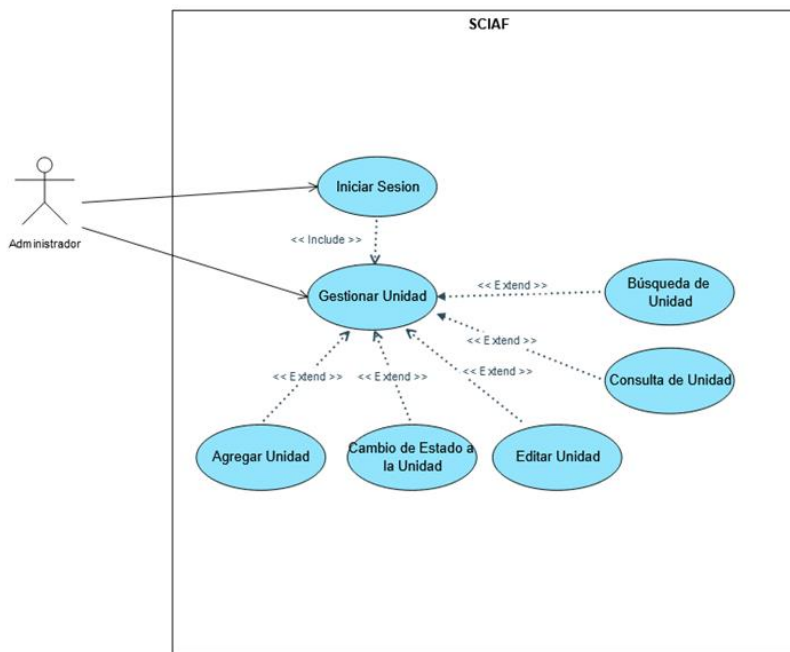 SCIAF
Iniciar Sesion
Administrador
<< Include >>
Gestionar Unidad
<< Extend >>
Búsqueda de
Unidad
<< Extend >>
<< Extend >>
<< Extend >>
<< Extend >>
Consulta de Unidad
Agregar Unidad
Cambio de Estado a
la Unidad
Editar Unidad